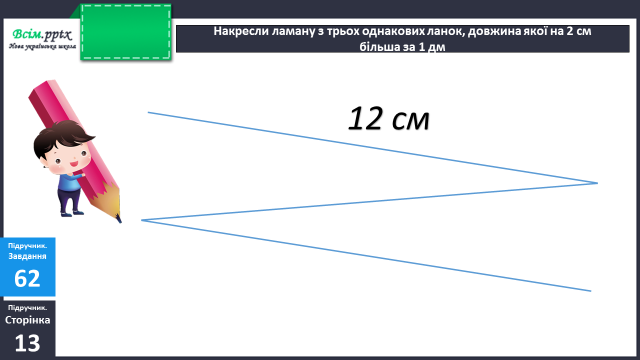 Всім.pptx
Нова українська школа
Накресли ламану з трьох однакових ланок, довжина якої на 2 см
більша за 1 дм
12 см
Підручник.
Завдання
62
Підручник.
Сторінка
13